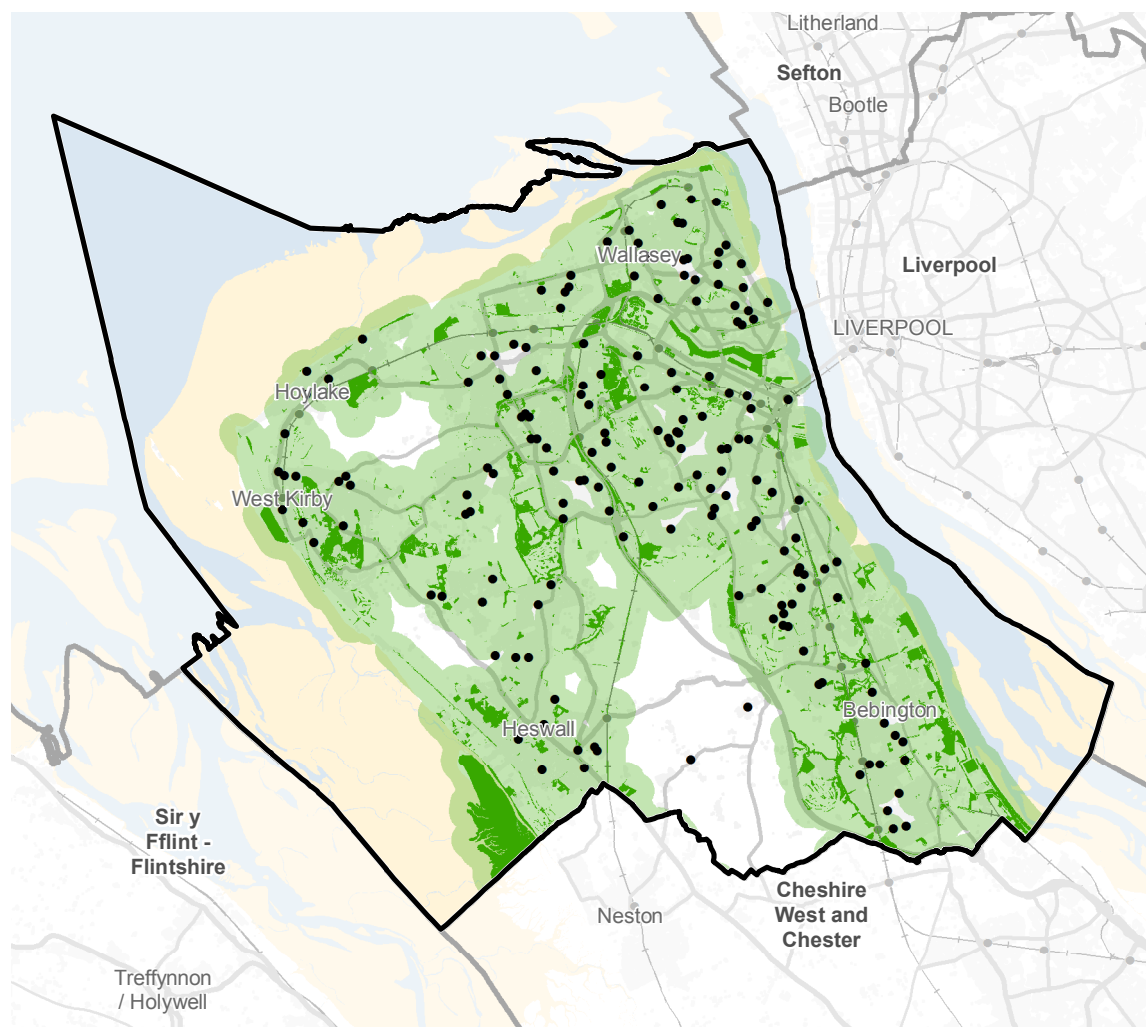 Litherland
Sefton
Bootle
Wallasey
Liverpool
LIVERPOOL
Hoylake
West Kirby
Bebington
Heswall
Sir y
Fflint -
Flintshire
Cheshire
West and
Chester
Neston
Treffynnon
/ Holywell